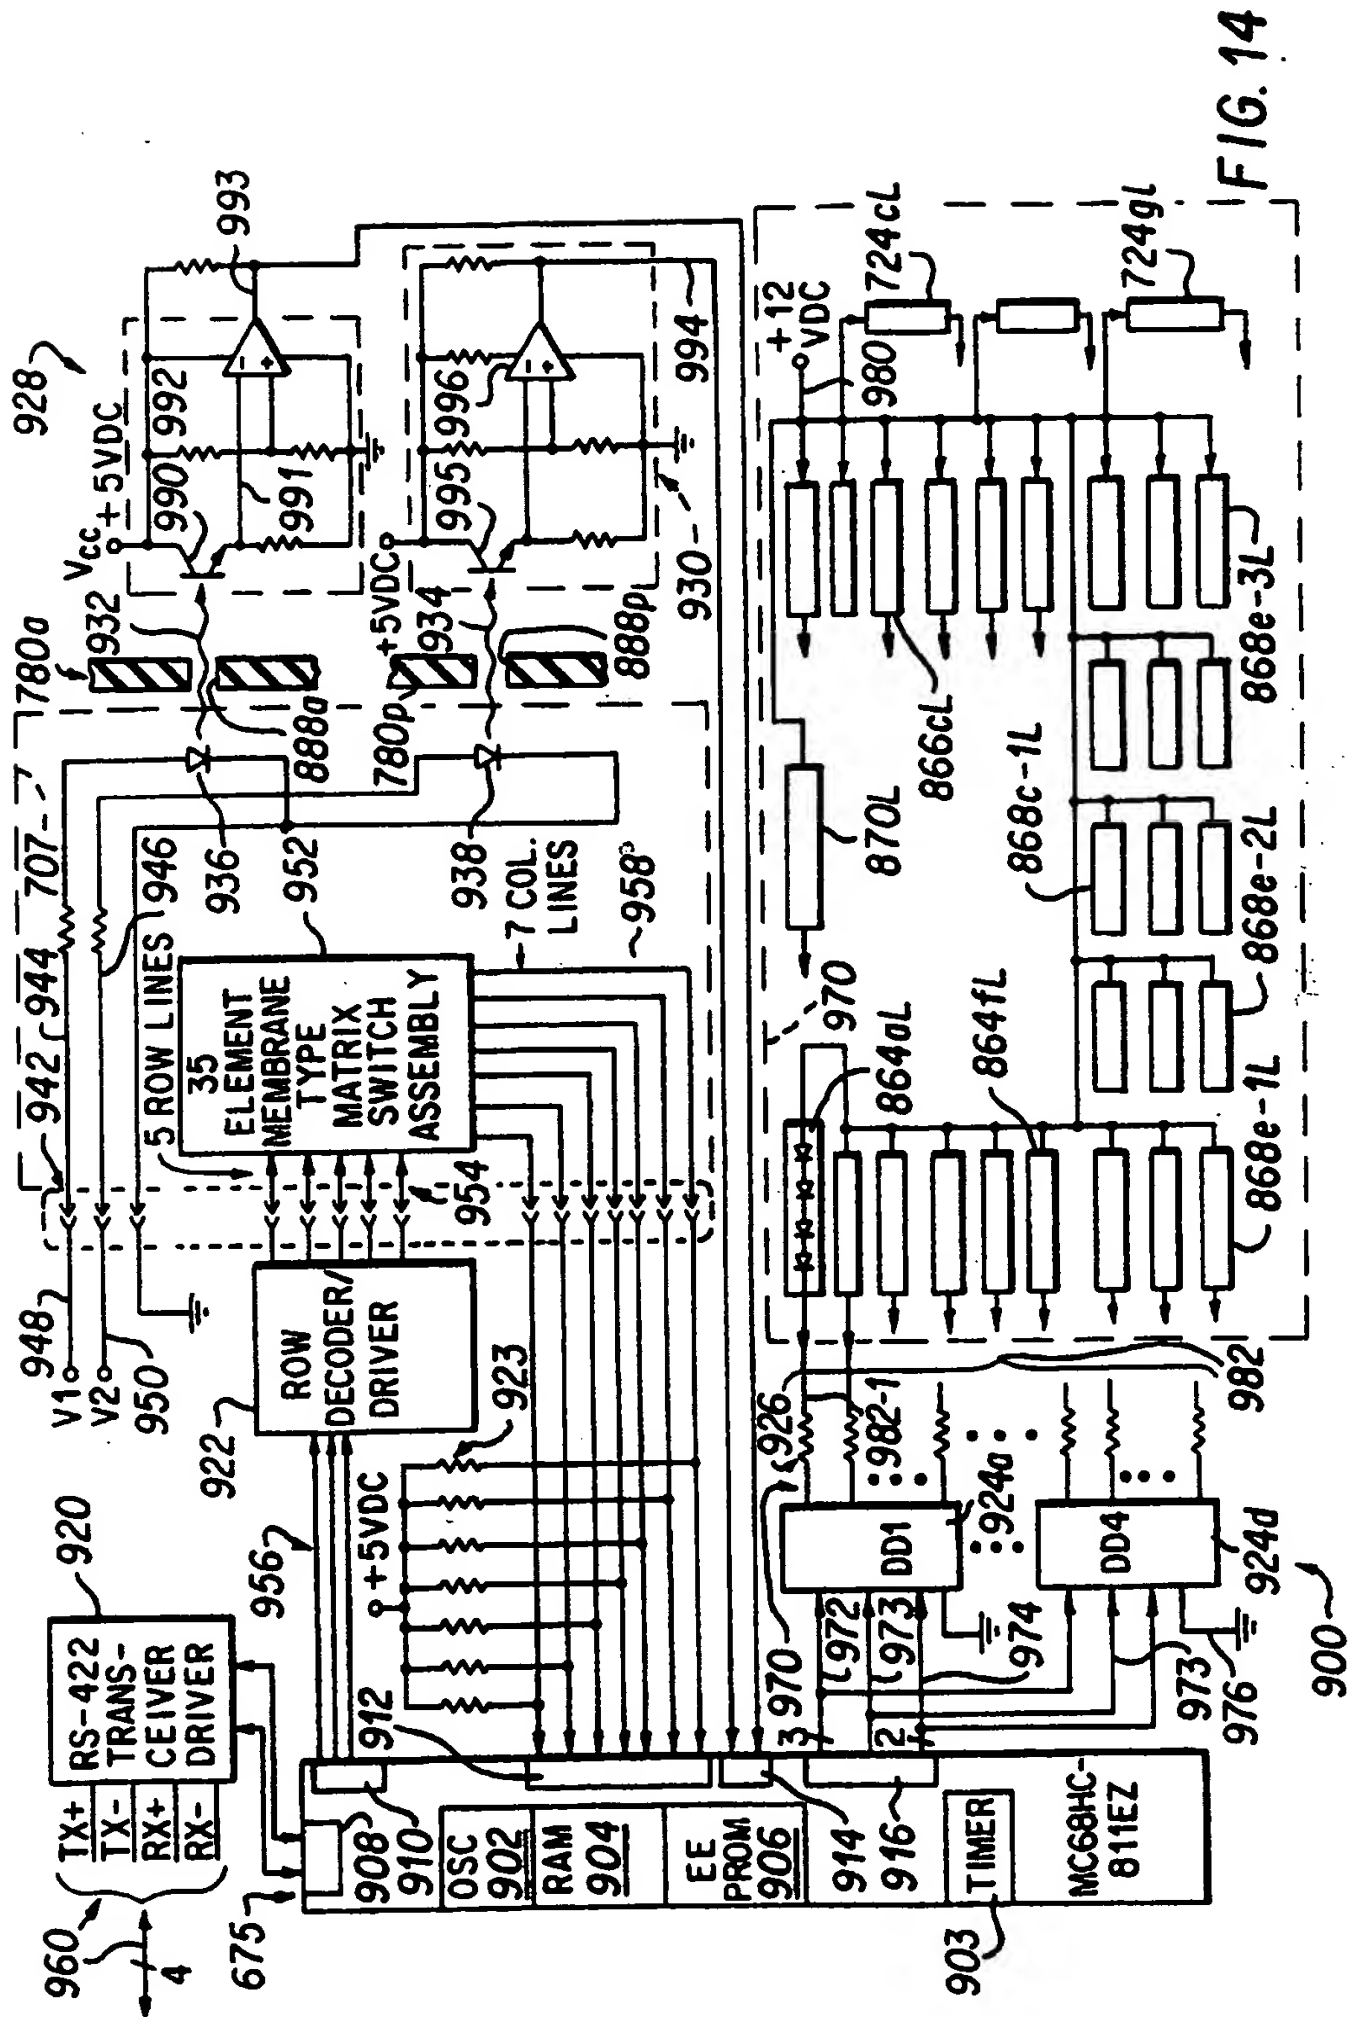 960
4
TX+
TX-
RX+
RX-
RS-422
TRANS-
CEIVER
DRIVER
920
675
908
910
OSC
902
RAM
904
EE
PROM
906
912
914
916
TIMER
903
MC68HC-
811EZ
956
+5VDC
923
922
ROW
DECODER/
DRIVER
V1
V2
948
950
942
944
946
707
5 ROW LINES
954
35
ELEMENT
MEMBRANE
TYPE
MATRIX
SWITCH
ASSEMBLY
952
7 COL.
LINES
958
936
938
780a
932
888a
780p
934
888p
928
Vcc
+5VDC
990
992
991
993
+5VDC
995
996
994
930
3
2
970
972
973
974
973
976
DD1
924a
DD4
924d
926
982-1
982
900
970
864aL
864fL
868e-1L
868e-2L
868c-1L
868e-3L
870L
866cL
+12
VDC
980
724cL
724gL
FIG. 14